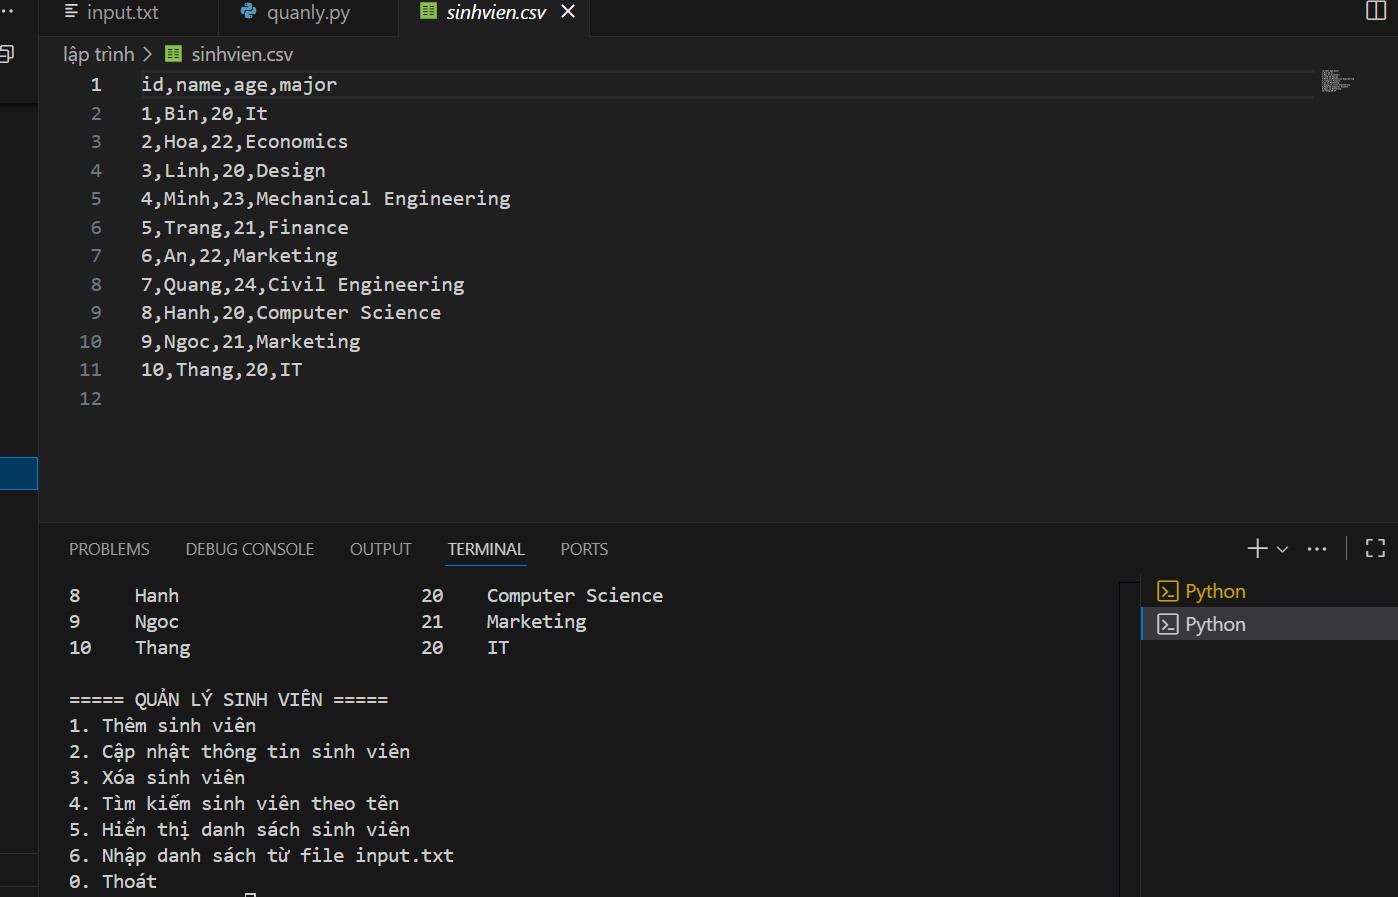 input.txt
quanly.py
sinhvien.csv
lập trình > sinhvien.csv
1 id,name,age,major
2 1,Bin,20,It
3 2,Hoa,22,Economics
4 3,Linh,20,Design
5 4,Minh,23,Mechanical Engineering
6 5,Trang,21,Finance
7 6,An,22,Marketing
8 7,Quang,24,Civil Engineering
9 8,Hanh,20,Computer Science
10 9,Ngoc,21,Marketing
11 10,Thang,20,IT
12
PROBLEMS DEBUG CONSOLE OUTPUT TERMINAL PORTS
8 Hanh 20 Computer Science
9 Ngoc 21 Marketing
10 Thang 20 IT
===== QUẢN LÝ SINH VIÊN =====
1. Thêm sinh viên
2. Cập nhật thông tin sinh viên
3. Xóa sinh viên
4. Tìm kiếm sinh viên theo tên
5. Hiển thị danh sách sinh viên
6. Nhập danh sách từ file input.txt
0. Thoát
Python
Python